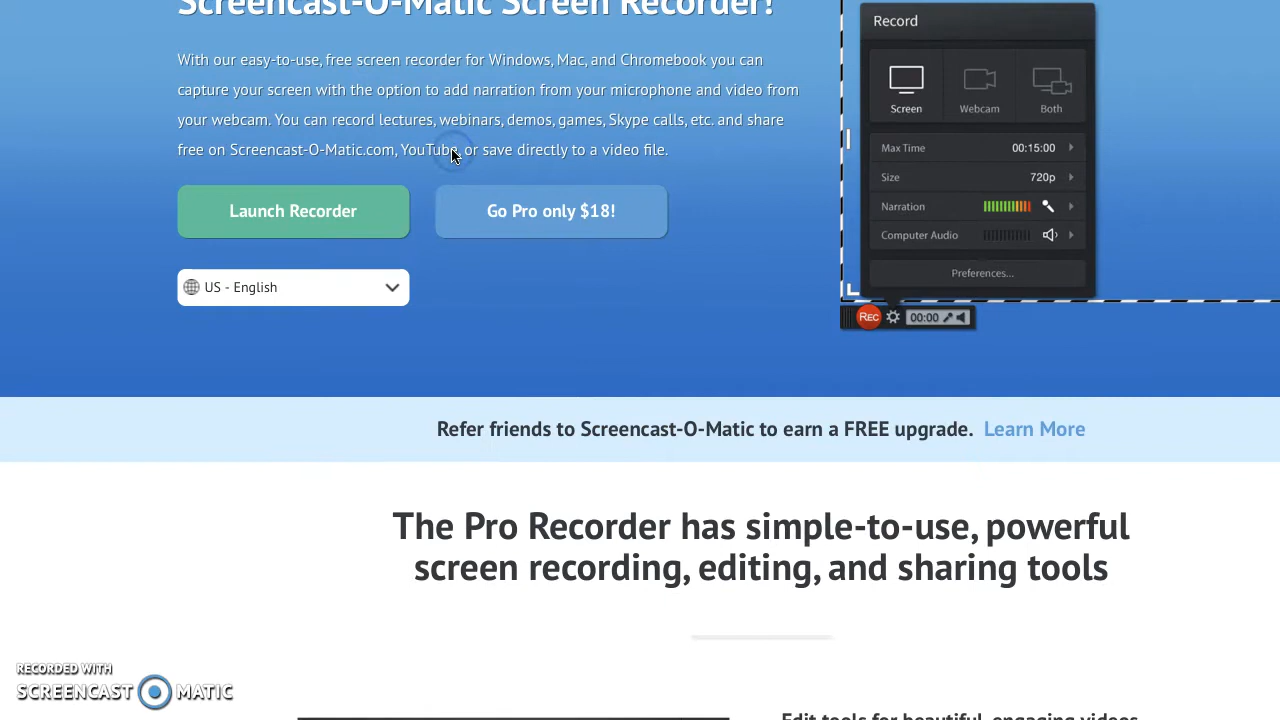 Screencast-O-Matic Screen Recorder!
With our easy-to-use, free screen recorder for Windows, Mac, and Chromebook you can
capture your screen with the option to add narration from your microphone and video from
your webcam. You can record lectures, webinars, demos, games, Skype calls, etc. and share
free on Screencast-O-Matic.com, YouTube, or save directly to a video file.
Launch Recorder
Go Pro only $18!
US - English
Record
Screen
Webcam
Both
Max Time 00:15:00
Size 720p
Narration
Computer Audio
Preferences...
REC 00:00
Refer friends to Screencast-O-Matic to earn a FREE upgrade. Learn More
The Pro Recorder has simple-to-use, powerful
screen recording, editing, and sharing tools
Edit tools for beautiful, engaging videos
RECORDED WITH
SCREENCAST MATIC